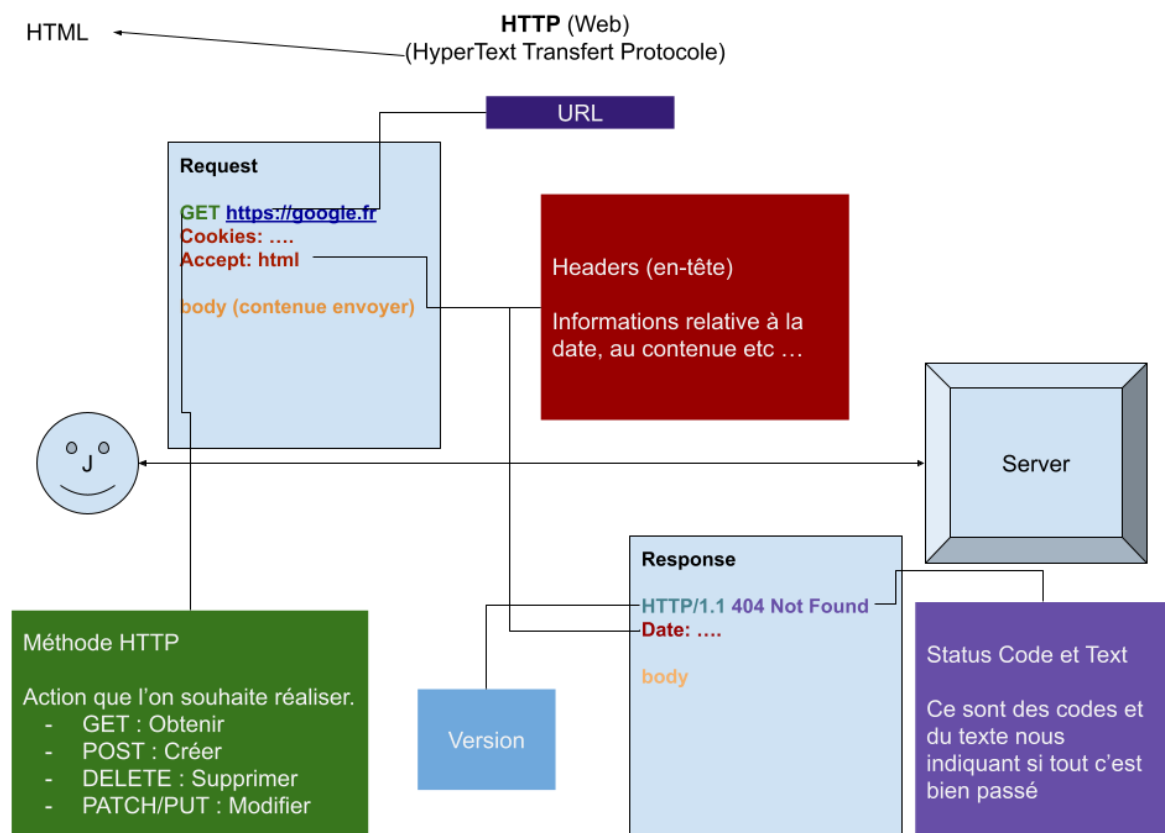 HTML
HTTP (Web)
(HyperText Transfert Protocole)
URL
Request
GET https://google.fr
Cookies: ....
Accept: html
body (contenue envoyer)
Headers (en-tête)
Informations relative à la
date, au contenue etc ...
J
Server
Response
HTTP/1.1 404 Not Found
Date: ....
body
Méthode HTTP
Action que l'on souhaite réaliser.
- GET : Obtenir
- POST : Créer
- DELETE : Supprimer
- PATCH/PUT : Modifier
Version
Status Code et Text
Ce sont des codes et
du texte nous
indiquant si tout c'est
bien passé